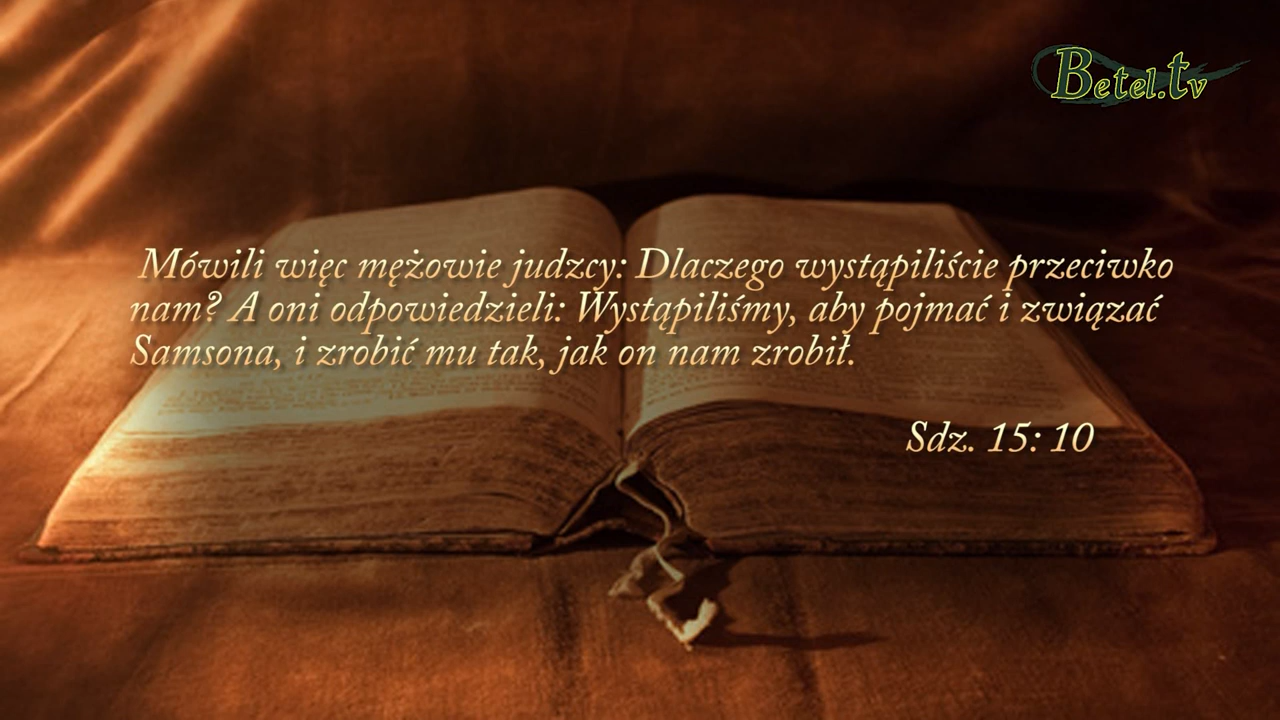 Betel.tv
Mówili więc mężowie judzcy: Dlaczego wystąpiliście przeciwko
nam? A oni odpowiedzieli: Wystąpiliśmy, aby pojmać i związać
Samsona, i zrobić mu tak, jak on nam zrobił.
Sdz. 15: 10